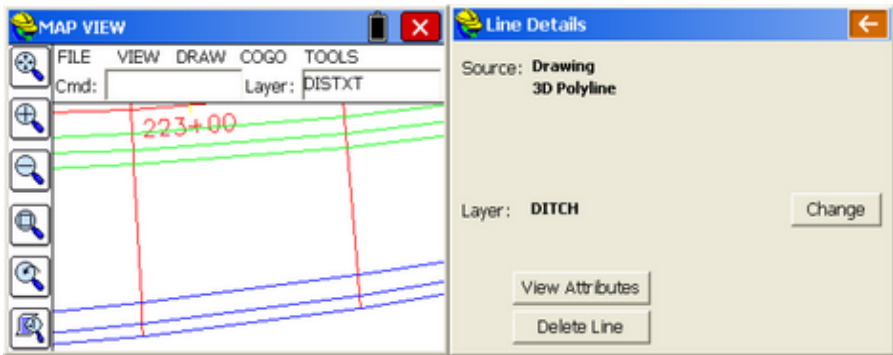 MAP VIEW
FILE VIEW DRAW COGO TOOLS
Cmd: Layer: DISTXT
223+00
Line Details
Source: Drawing
3D Polyline
Layer: DITCH Change
View Attributes
Delete Line